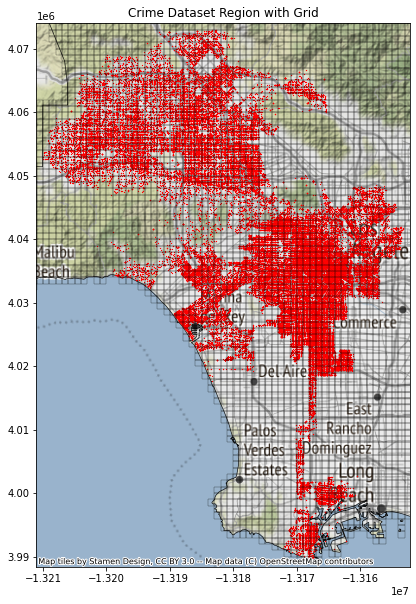 Crime Dataset Region with Grid
1e6
4.07
4.06
4.05
4.04
4.03
4.02
4.01
4.00
3.99
Malibu
Beach
Key
Commerce
Del Aire
East
Rancho
Dominguez
Palos
Verdes
Estates
Long
Map tiles by Stamen Design, CC BY 3.0 -- Map data (C) OpenStreetMap contributors
−1.321 −1.320 −1.319 −1.318 −1.317
1e7